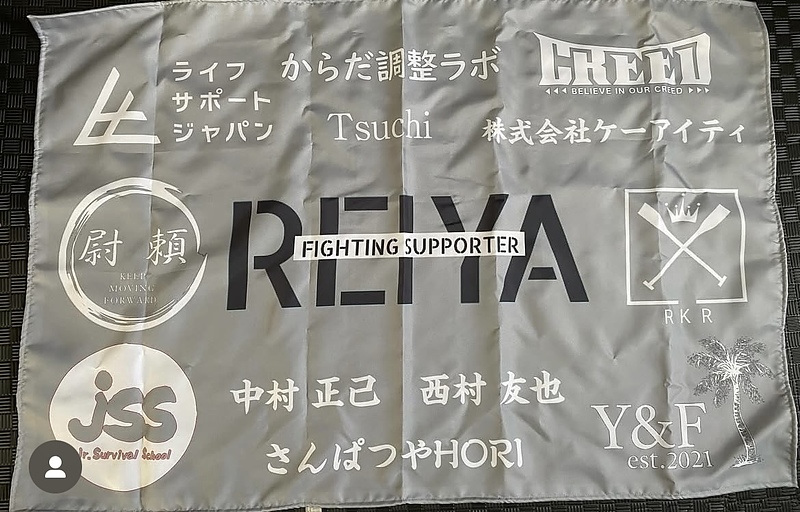 ライフ
サポート
ジャパン
からだ調整ラボ
Tsuchi
CREED
BELIEVE IN OUR CREED
株式会社ケーアイティ
尉 頼
KEEP
MOVING
FORWARD
REIYA
FIGHTING SUPPORTER
RKR
jss
Jr. Survival School
中村 正己 西村 友也
さんぱつやHORI
Y&F
est.2021